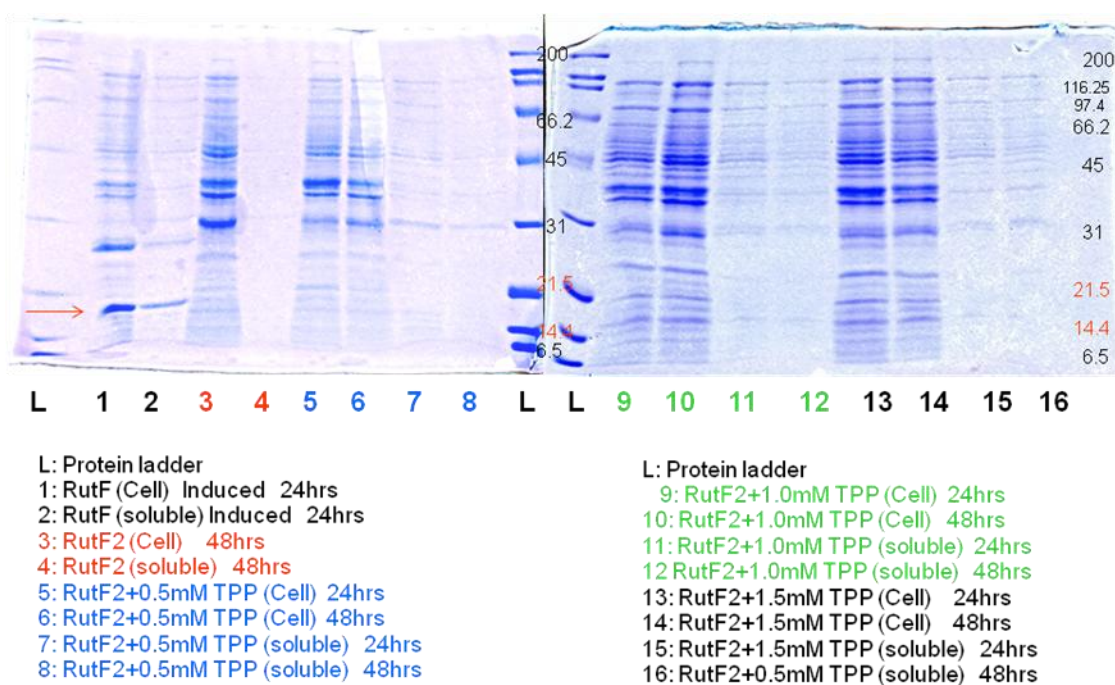 200
66.2
45
31
21.5
14.4
6.5
200
116.25
97.4
66.2
45
31
21.5
14.4
6.5
L 1 2 3 4 5 6 7 8 L L 9 10 11 12 13 14 15 16
L: Protein ladder
1: RutF (Cell) Induced 24hrs
2: RutF (soluble) Induced 24hrs
3: RutF2 (Cell) 48hrs
4: RutF2 (soluble) 48hrs
5: RutF2+0.5mM TPP (Cell) 24hrs
6: RutF2+0.5mM TPP (Cell) 48hrs
7: RutF2+0.5mM TPP (soluble) 24hrs
8: RutF2+0.5mM TPP (soluble) 48hrs
L: Protein ladder
9: RutF2+1.0mM TPP (Cell) 24hrs
10: RutF2+1.0mM TPP (Cell) 48hrs
11: RutF2+1.0mM TPP (soluble) 24hrs
12 RutF2+1.0mM TPP (soluble) 48hrs
13: RutF2+1.5mM TPP (Cell) 24hrs
14: RutF2+1.5mM TPP (Cell) 48hrs
15: RutF2+1.5mM TPP (soluble) 24hrs
16: RutF2+0.5mM TPP (soluble) 48hrs